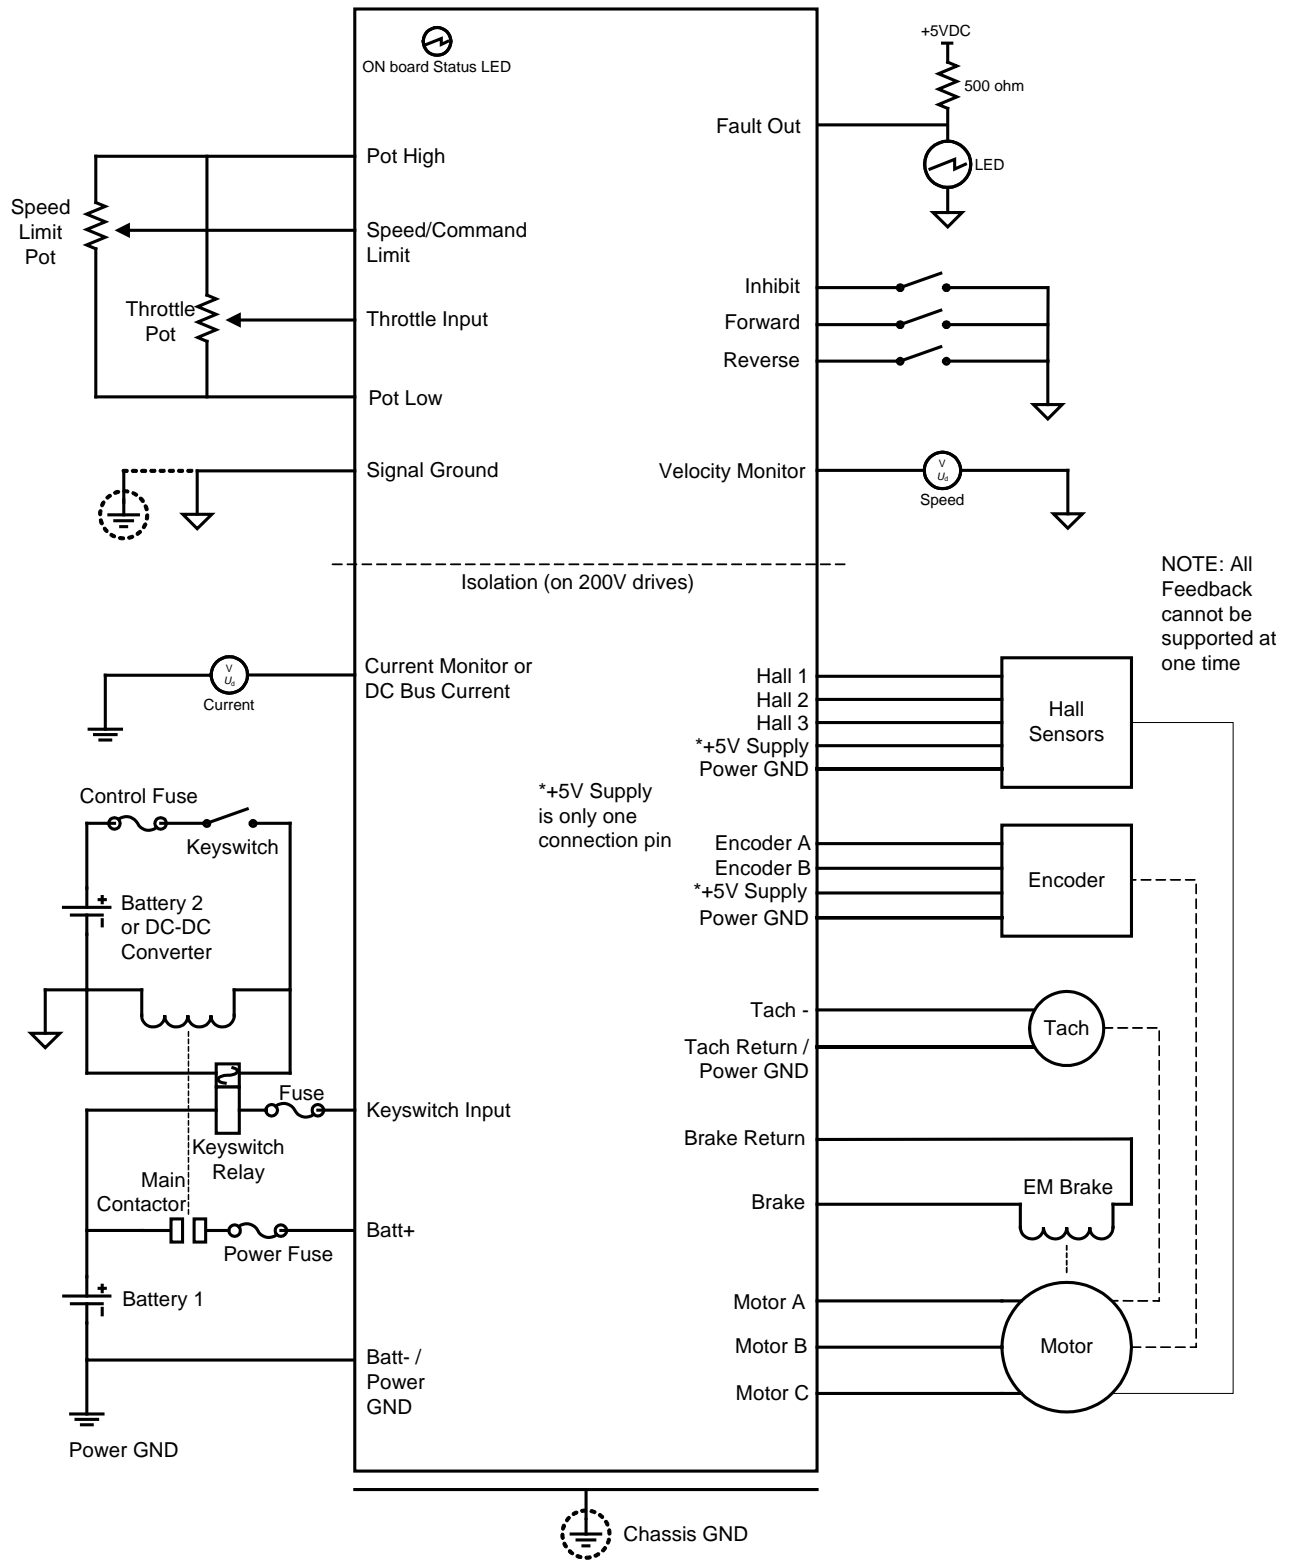 ON board Status LED
+5VDC
500 ohm
Fault Out
LED
Pot High
Speed
Limit
Pot
Speed/Command
Limit
Throttle
Pot
Throttle Input
Pot Low
Inhibit
Forward
Reverse
Signal Ground
Velocity Monitor
V
Ud
Speed
Isolation (on 200V drives)
NOTE: All
Feedback
cannot be
supported at
one time
Current Monitor or
DC Bus Current
V
Ud
Current
Hall 1
Hall 2
Hall 3
*+5V Supply
Power GND
Hall
Sensors
*+5V Supply
is only one
connection pin
Control Fuse
Keyswitch
Encoder A
Encoder B
*+5V Supply
Power GND
Encoder
+
Battery 2
or DC-DC
Converter
Tach -
Tach Return /
Power GND
Tach
Fuse
Keyswitch Input
Keyswitch
Relay
Brake Return
Brake
EM Brake
Main
Contactor
Batt+
Power Fuse
+
Battery 1
Motor A
Motor B
Motor C
Motor
Batt- /
Power
GND
Power GND
Chassis GND